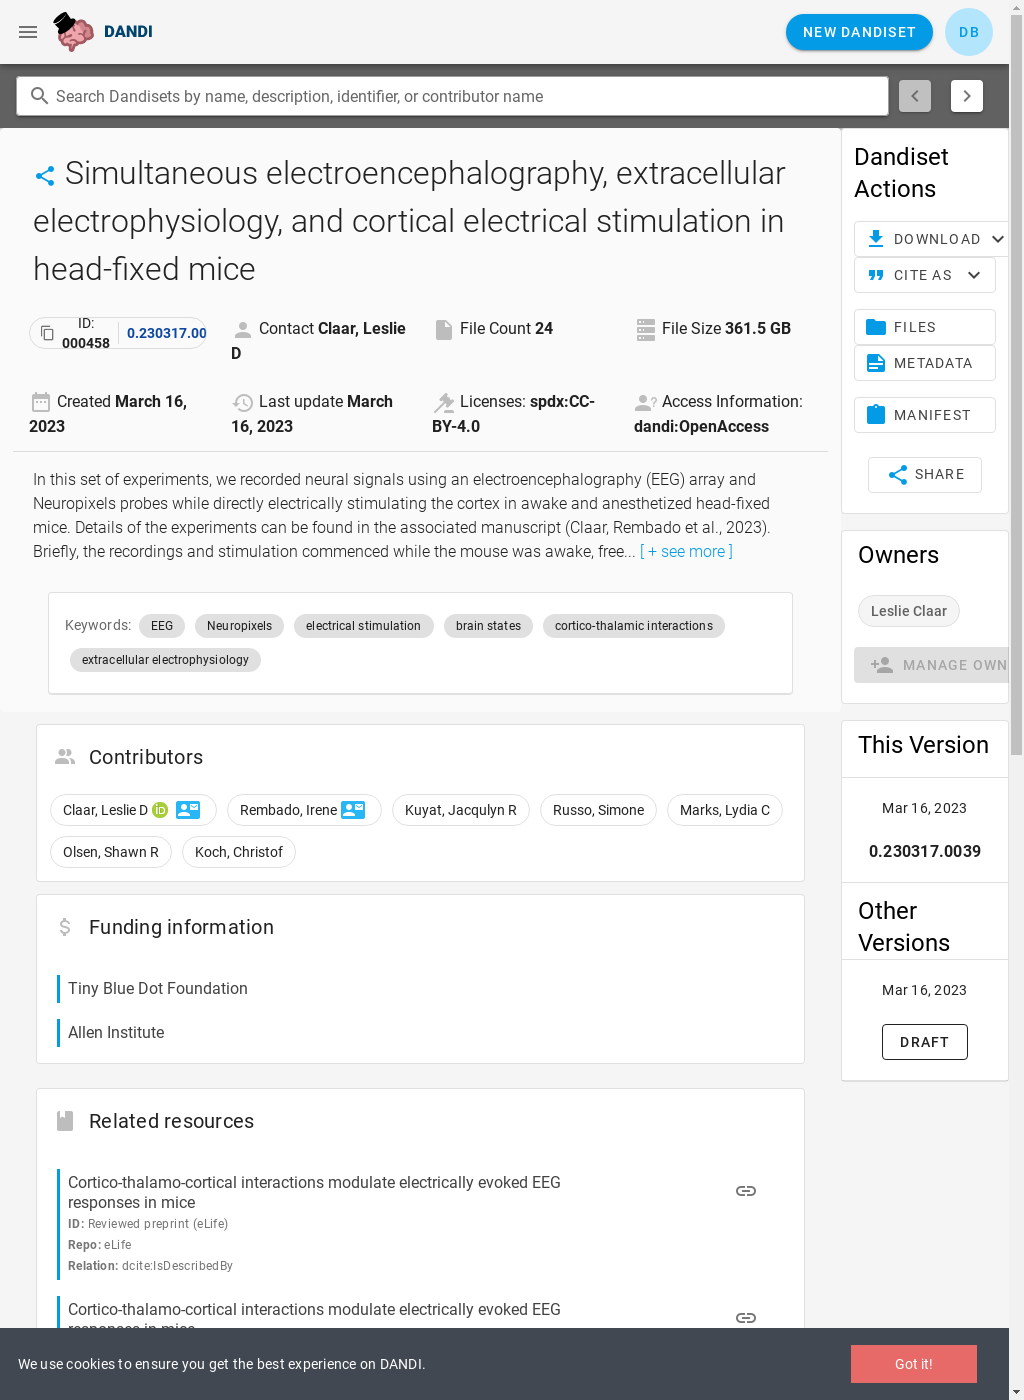 DANDI
NEW DANDISET
DB
Search Dandisets by name, description, identifier, or contributor name
Simultaneous electroencephalography, extracellular
electrophysiology, and cortical electrical stimulation in
head-fixed mice
ID:
000458
0.230317.00
Contact Claar, Leslie
D
File Count 24
File Size 361.5 GB
Created March 16,
2023
Last update March
16, 2023
Licenses: spdx:CC-
BY-4.0
Access Information:
dandi:OpenAccess
In this set of experiments, we recorded neural signals using an electroencephalography (EEG) array and
Neuropixels probes while directly electrically stimulating the cortex in awake and anesthetized head-fixed
mice. Details of the experiments can be found in the associated manuscript (Claar, Rembado et al., 2023).
Briefly, the recordings and stimulation commenced while the mouse was awake, free... [ + see more ]
Keywords: EEG Neuropixels electrical stimulation brain states cortico-thalamic interactions
extracellular electrophysiology
Contributors
Claar, Leslie D iD Rembado, Irene Kuyat, Jacqulyn R Russo, Simone Marks, Lydia C
Olsen, Shawn R Koch, Christof
Funding information
Tiny Blue Dot Foundation
Allen Institute
Related resources
Cortico-thalamo-cortical interactions modulate electrically evoked EEG
responses in mice
ID: Reviewed preprint (eLife)
Repo: eLife
Relation: dcite:IsDescribedBy
Cortico-thalamo-cortical interactions modulate electrically evoked EEG
responses in mice
Dandiset
Actions
DOWNLOAD
CITE AS
FILES
METADATA
MANIFEST
SHARE
Owners
Leslie Claar
MANAGE OWN
This Version
Mar 16, 2023
0.230317.0039
Other
Versions
Mar 16, 2023
DRAFT
We use cookies to ensure you get the best experience on DANDI.
Got it!